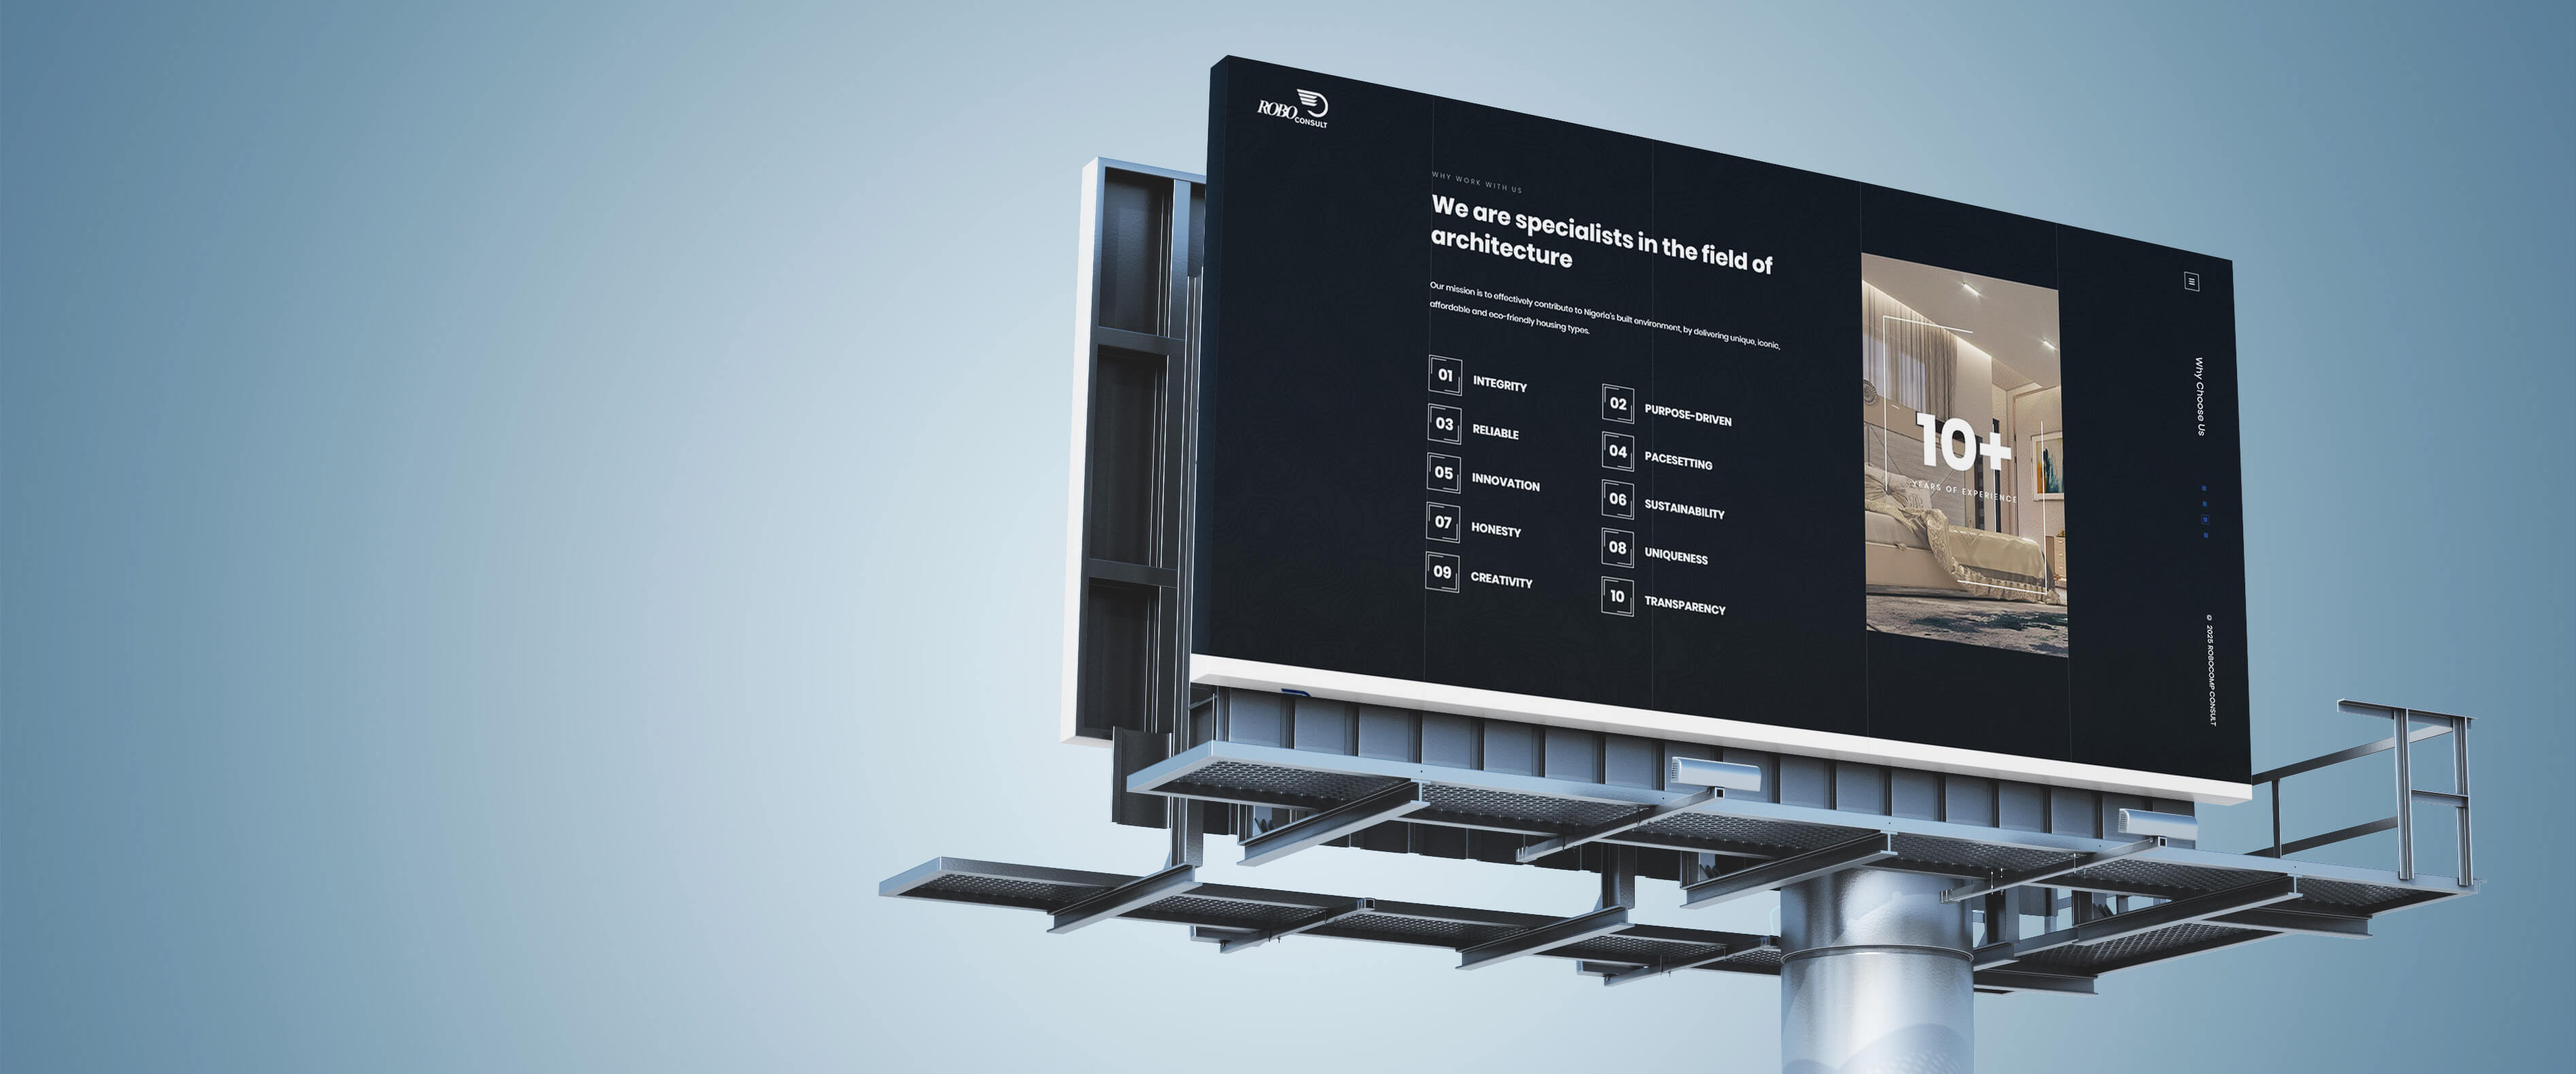 ROBO
CONSULT
WHY WORK WITH US
We are specialists in the field of
architecture
Our mission is to effectively contribute to Nigeria's built environment, by delivering unique, iconic,
affordable and eco-friendly housing types.
01 INTEGRITY
02 PURPOSE-DRIVEN
03 RELIABLE
04 PACESETTING
05 INNOVATION
06 SUSTAINABILITY
07 HONESTY
08 UNIQUENESS
09 CREATIVITY
10 TRANSPARENCY
10+
YEARS OF EXPERIENCE
Why Choose Us
© 2025 ROBOCOMP CONSULT